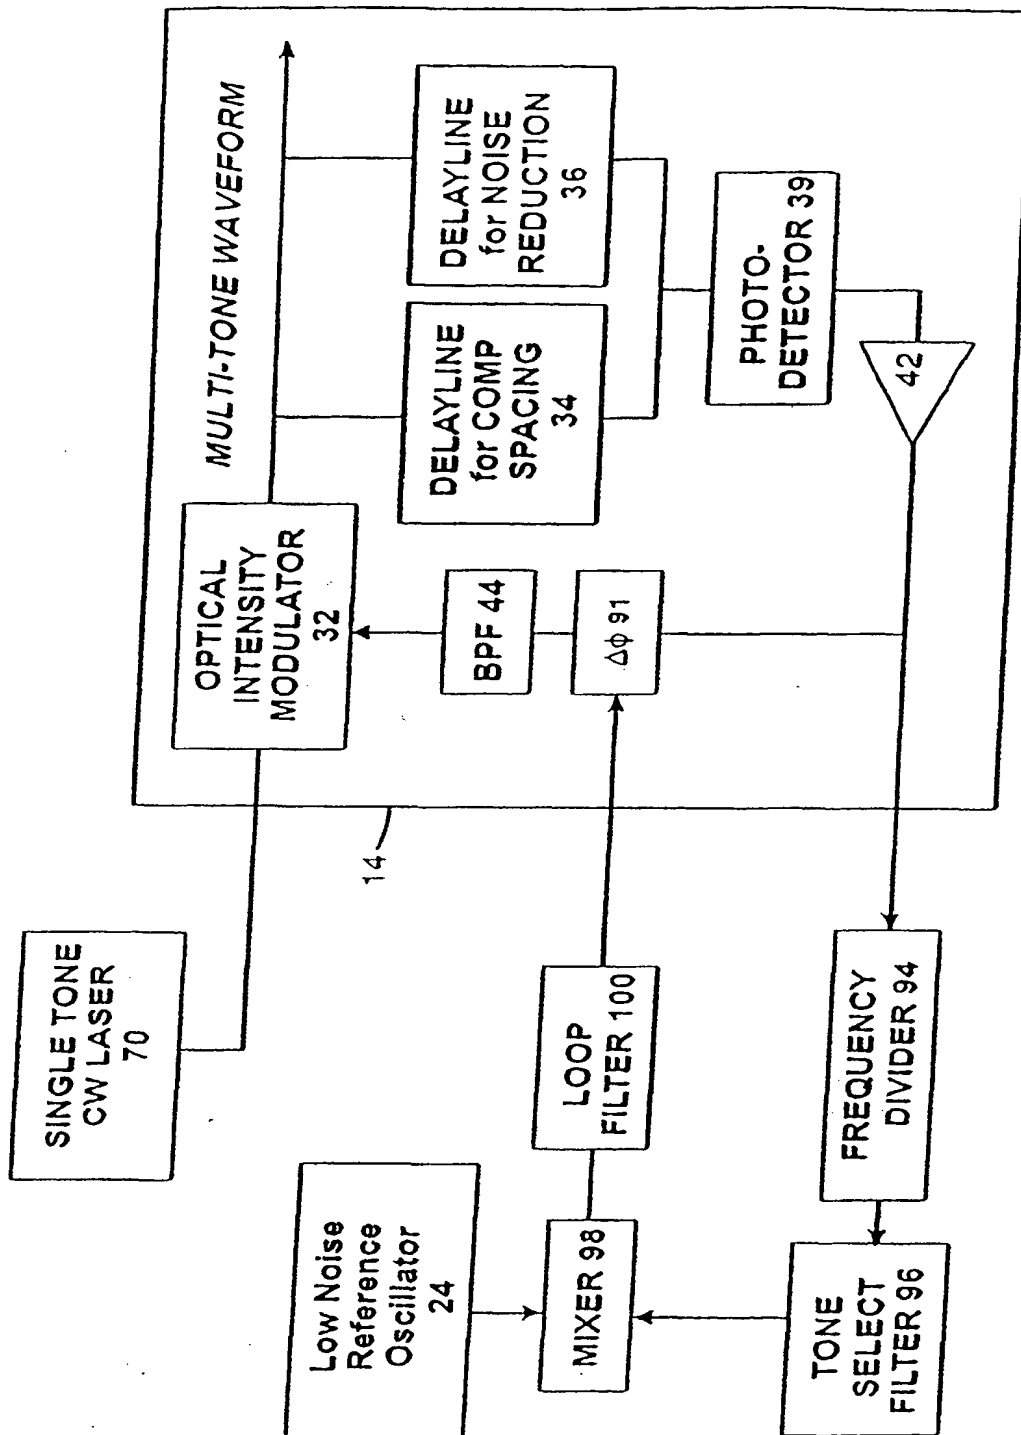 SINGLE TONE
CW LASER
70
Low Noise
Reference
Oscillator
24
MIXER 98
TONE
SELECT
FILTER 96
LOOP
FILTER 100
FREQUENCY
DIVIDER 94
14
OPTICAL
INTENSITY
MODULATOR
32
MULTI-TONE WAVEFORM
BPF 44
Δϕ 91
DELAYLINE
for COMP
SPACING
34
DELAYLINE
for NOISE
REDUCTION
36
PHOTO-
DETECTOR 39
42